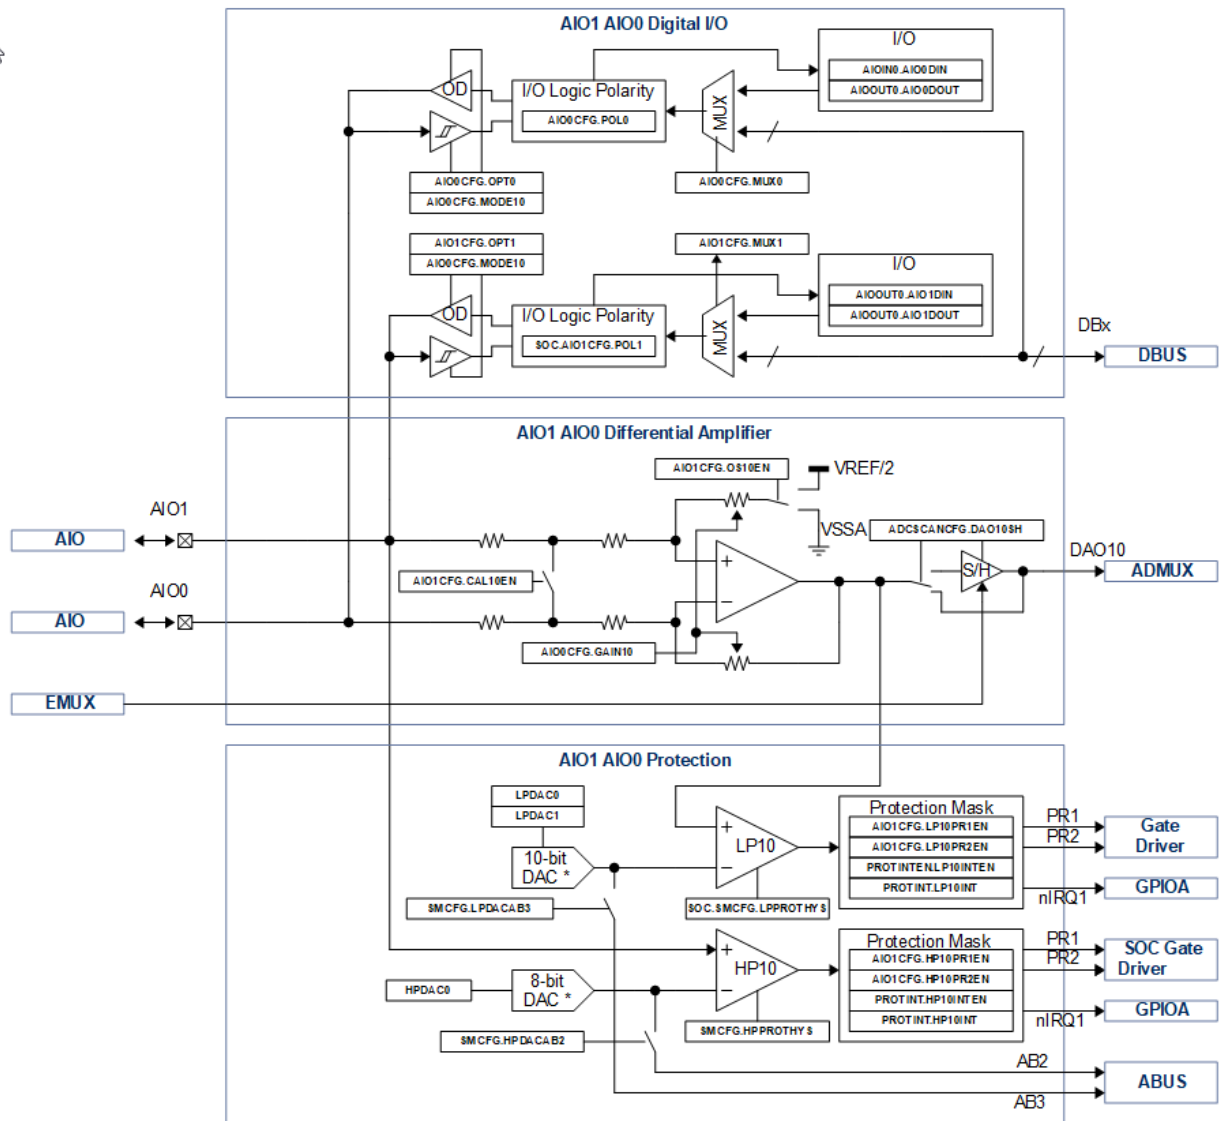 AIO1 AIO0 Digital I/O
I/O
AIOIN0.AIO0DIN
AIOOUT0.AIO0DOUT
OD
I/O Logic Polarity
AIO0CFG.POL0
MUX
AIO0CFG.OPT0
AIO0CFG.MODE10
AIO0CFG.MUX0
AIO1CFG.OPT1
AIO0CFG.MODE10
AIO1CFG.MUX1
I/O
AIOOUT0.AIO1DIN
AIOOUT0.AIO1DOUT
OD
I/O Logic Polarity
SOC.AIO1CFG.POL1
MUX
DBx
DBUS
AIO1 AIO0 Differential Amplifier
AIO1CFG.OS10EN
VREF/2
VSSA
ADCSCANCFG.DAO10SH
AIO1
AIO
S/H
DAO10
ADMUX
AIO1CFG.CAL10EN
+
−
AIO0
AIO
AIO0CFG.GAIN10
EMUX
AIO1 AIO0 Protection
LPDAC0
LPDAC1
10-bit
DAC *
+
LP10
−
Protection Mask
AIO1CFG.LP10PR1EN
AIO1CFG.LP10PR2EN
PROTINTEN.LP10INTEN
PROTINT.LP10INT
PR1
PR2
nIRQ1
Gate
Driver
GPIOA
SMCFG.LPDACAB3
SOC.SMCFG.LPPROTHYS
HPDAC0
8-bit
DAC *
+
HP10
−
Protection Mask
AIO1CFG.HP10PR1EN
AIO1CFG.HP10PR2EN
PROTINT.HP10INTEN
PROTINT.HP10INT
PR1
PR2
nIRQ1
SOC Gate
Driver
GPIOA
SMCFG.HPDACAB2
SMCFG.HPPROTHYS
AB2
AB3
ABUS